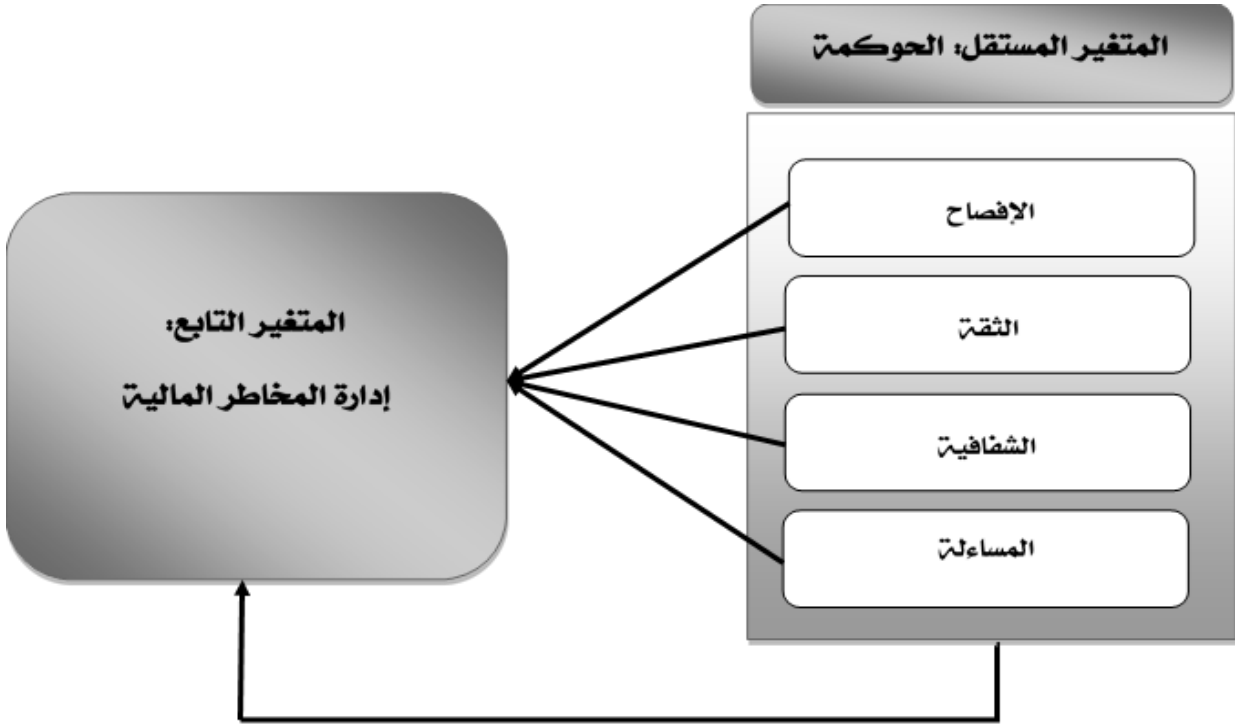 المتغير المستقل: الحوكمة
الإفصاح
الثقة
الشفافية
المساءلة
المتغير التابع:
إدارة المخاطر المالية